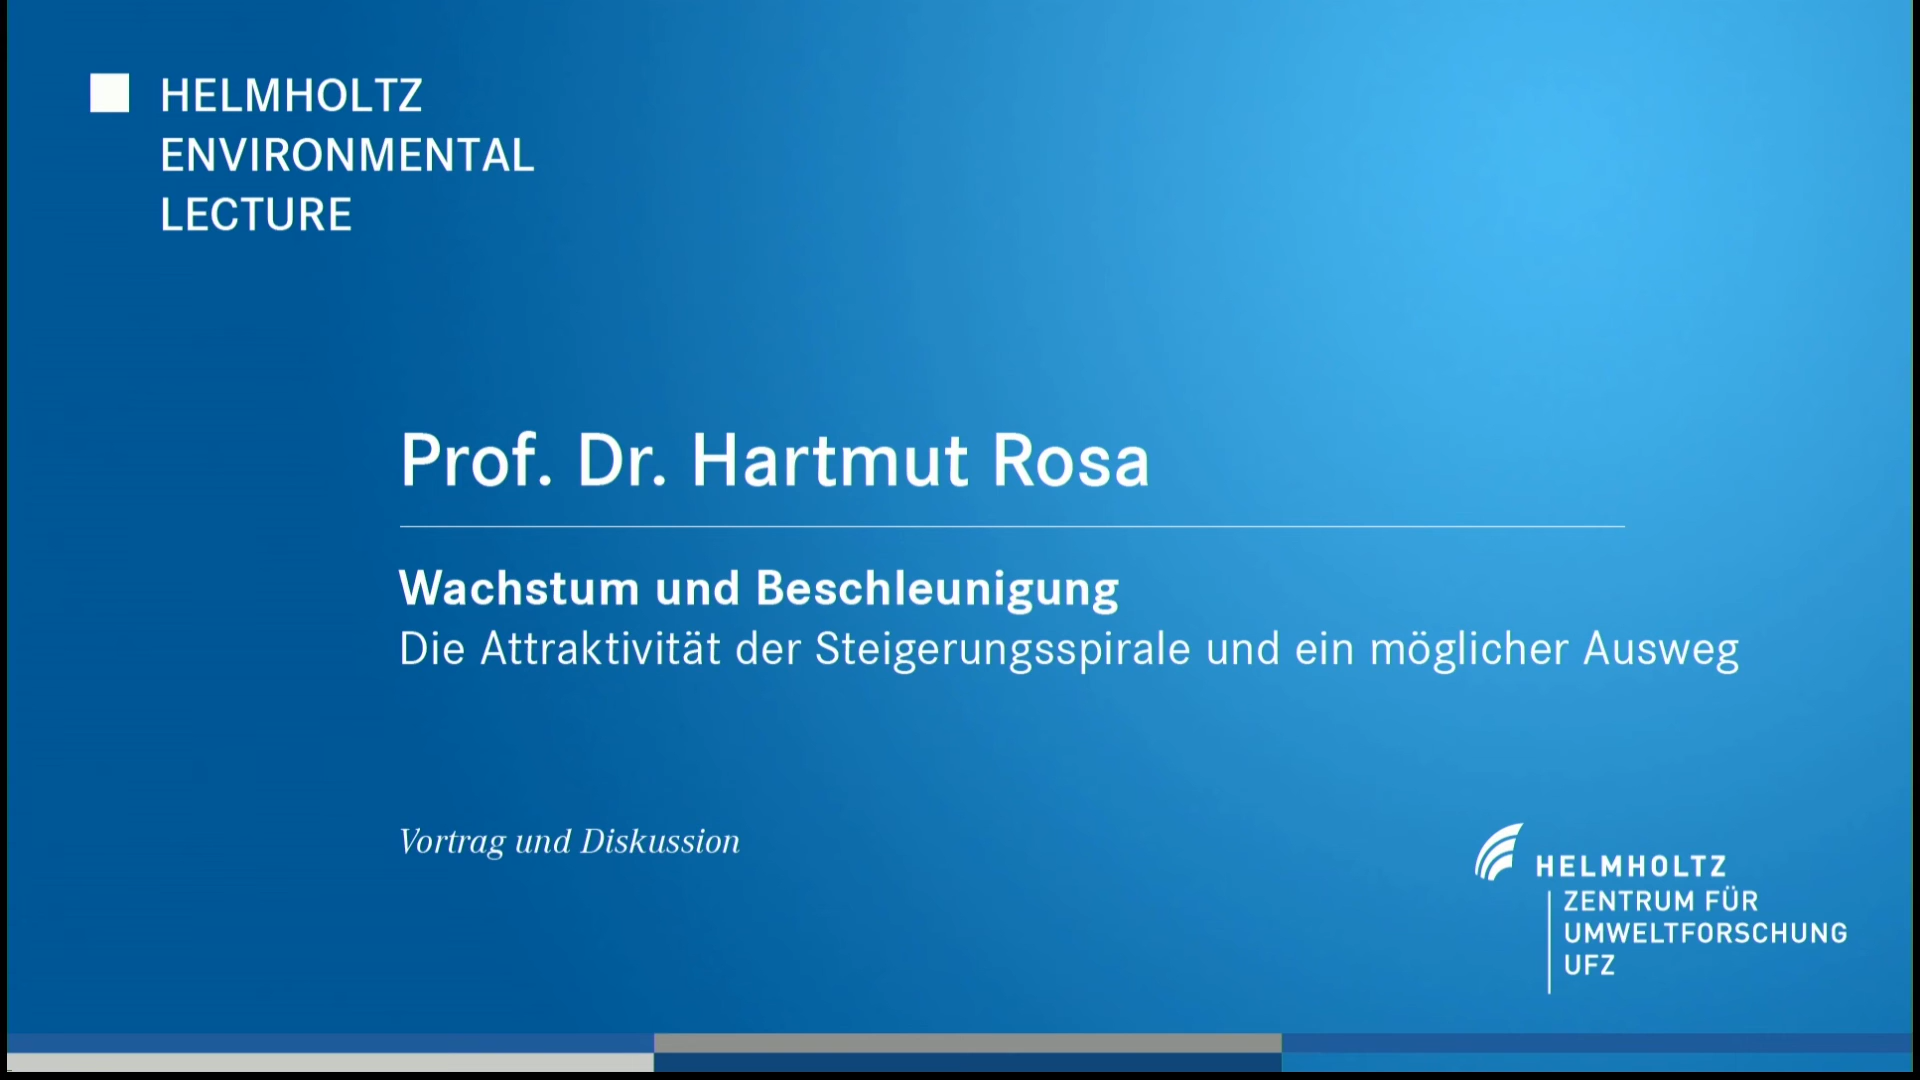 HELMHOLTZ
ENVIRONMENTAL
LECTURE
Prof. Dr. Hartmut Rosa
Wachstum und Beschleunigung
Die Attraktivität der Steigerungsspirale und ein möglicher Ausweg
Vortrag und Diskussion
HELMHOLTZ
ZENTRUM FÜR
UMWELTFORSCHUNG
UFZ